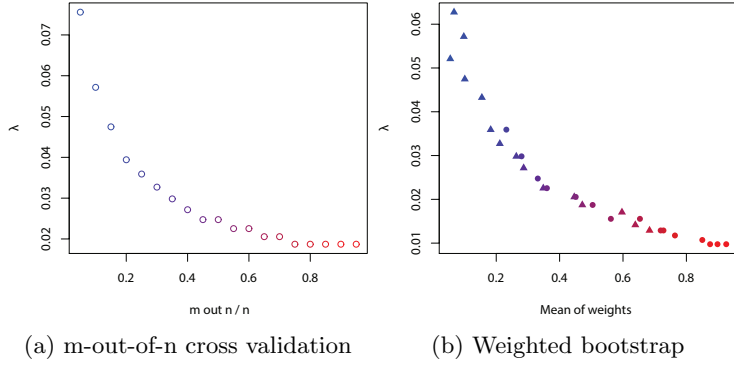 0.07
0.06
0.05
0.04
0.03
0.02
λ
0.2 0.4 0.6 0.8
m out n / n
(a) m-out-of-n cross validation
0.06
0.05
0.04
0.03
0.02
0.01
λ
0.2 0.4 0.6 0.8
Mean of weights
(b) Weighted bootstrap